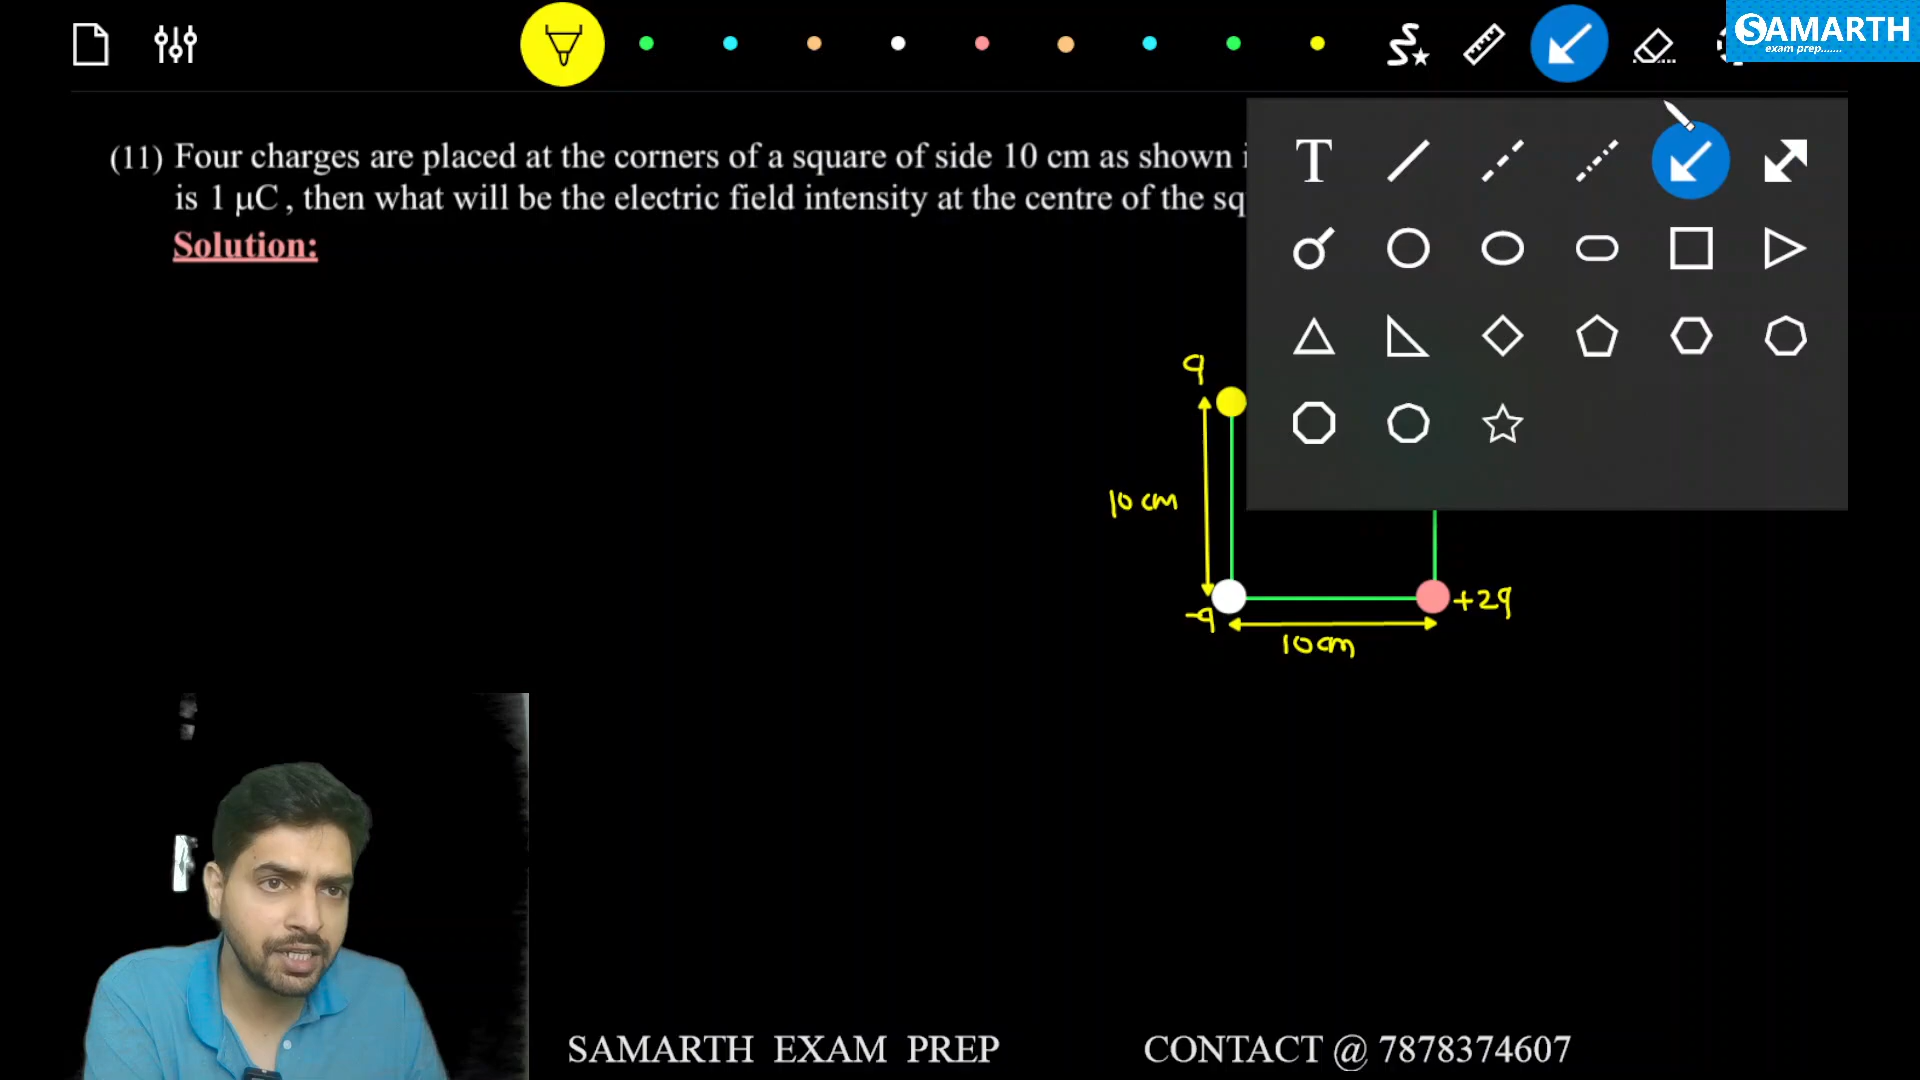 SAMARTH
exam prep.......
(11) Four charges are placed at the corners of a square of side 10 cm as shown
is 1 μC, then what will be the electric field intensity at the centre of the
Solution:
T
q
10 cm
-q
+2q
10 cm
SAMARTH EXAM PREP
CONTACT @ 7878374607